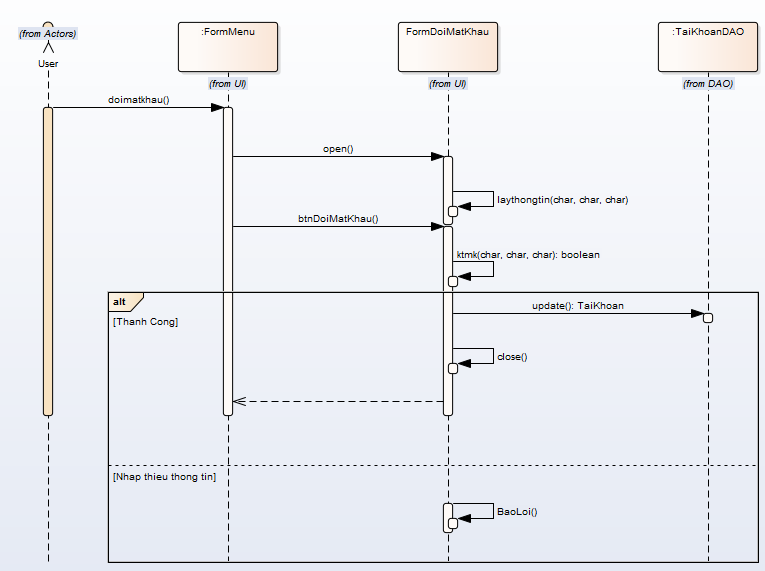 (from Actors)
User
:FormMenu
(from UI)
FormDoiMatKhau
(from UI)
:TaiKhoanDAO
(from DAO)
doimatkhau()
open()
laythongtin(char, char, char)
btnDoiMatKhau()
ktmk(char, char, char): boolean
alt
[Thanh Cong]
update(): TaiKhoan
close()
[Nhap thieu thong tin]
BaoLoi()